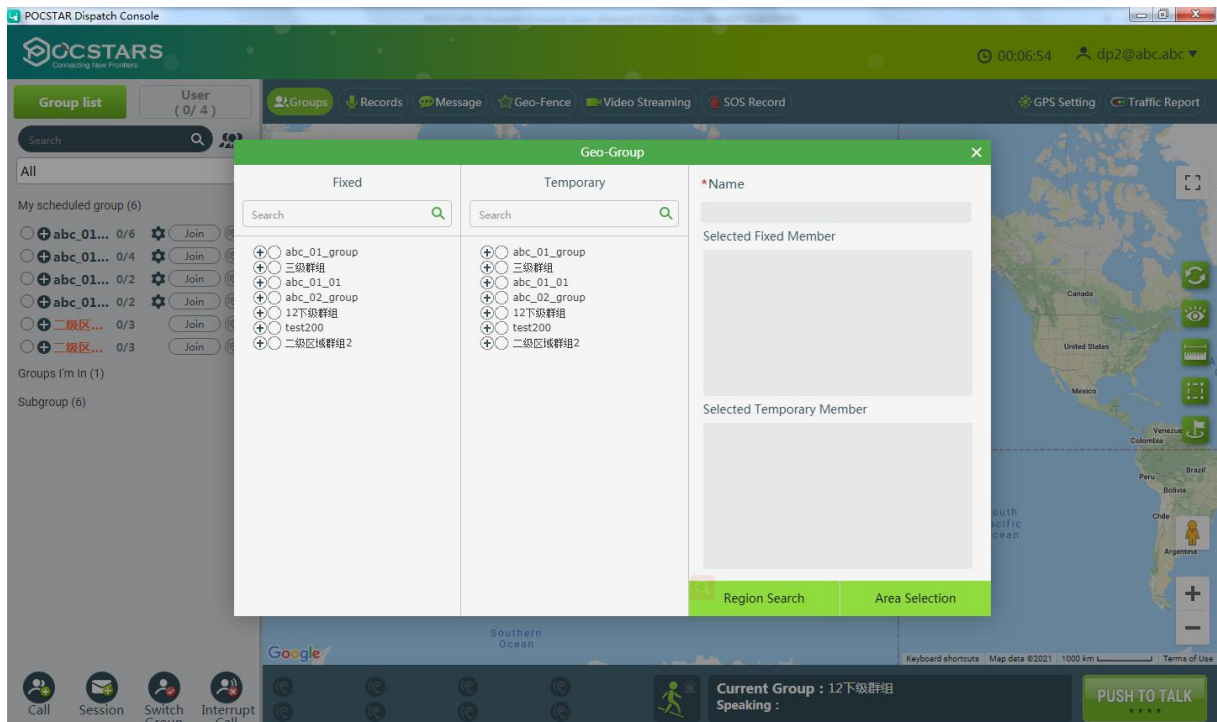 POCSTAR Dispatch Console
POCSTARS
Connecting New Frontiers
00:06:54
dp2@abc.abc
Group list
User
( 0/ 4 )
Groups
Records
Message
Geo-Fence
Video Streaming
SOS Record
GPS Setting
Traffic Report
Search
All
My scheduled group (6)
abc_01... 0/6 Join
abc_01... 0/4 Join
abc_01... 0/2 Join
abc_01... 0/2 Join
二级区... 0/3 Join
二级区... 0/3 Join
Groups I'm In (1)
Subgroup (6)
Geo-Group
Fixed
Search
abc_01_group
三级群组
abc_01_01
abc_02_group
12下级群组
test200
二级区域群组2
Temporary
Search
abc_01_group
三级群组
abc_01_01
abc_02_group
12下级群组
test200
二级区域群组2
*Name
Selected Fixed Member
Selected Temporary Member
Region Search
Area Selection
Canada
United States
Mexico
Colombia
Peru
Brazil
Bolivia
Chile
Argentina
Southern
Ocean
Google
Keyboard shortcuts
Map data ©2021
1000 km
Terms of Use
Call
Session
Switch
Interrupt
Current Group : 12下级群组
Speaking :
PUSH TO TALK